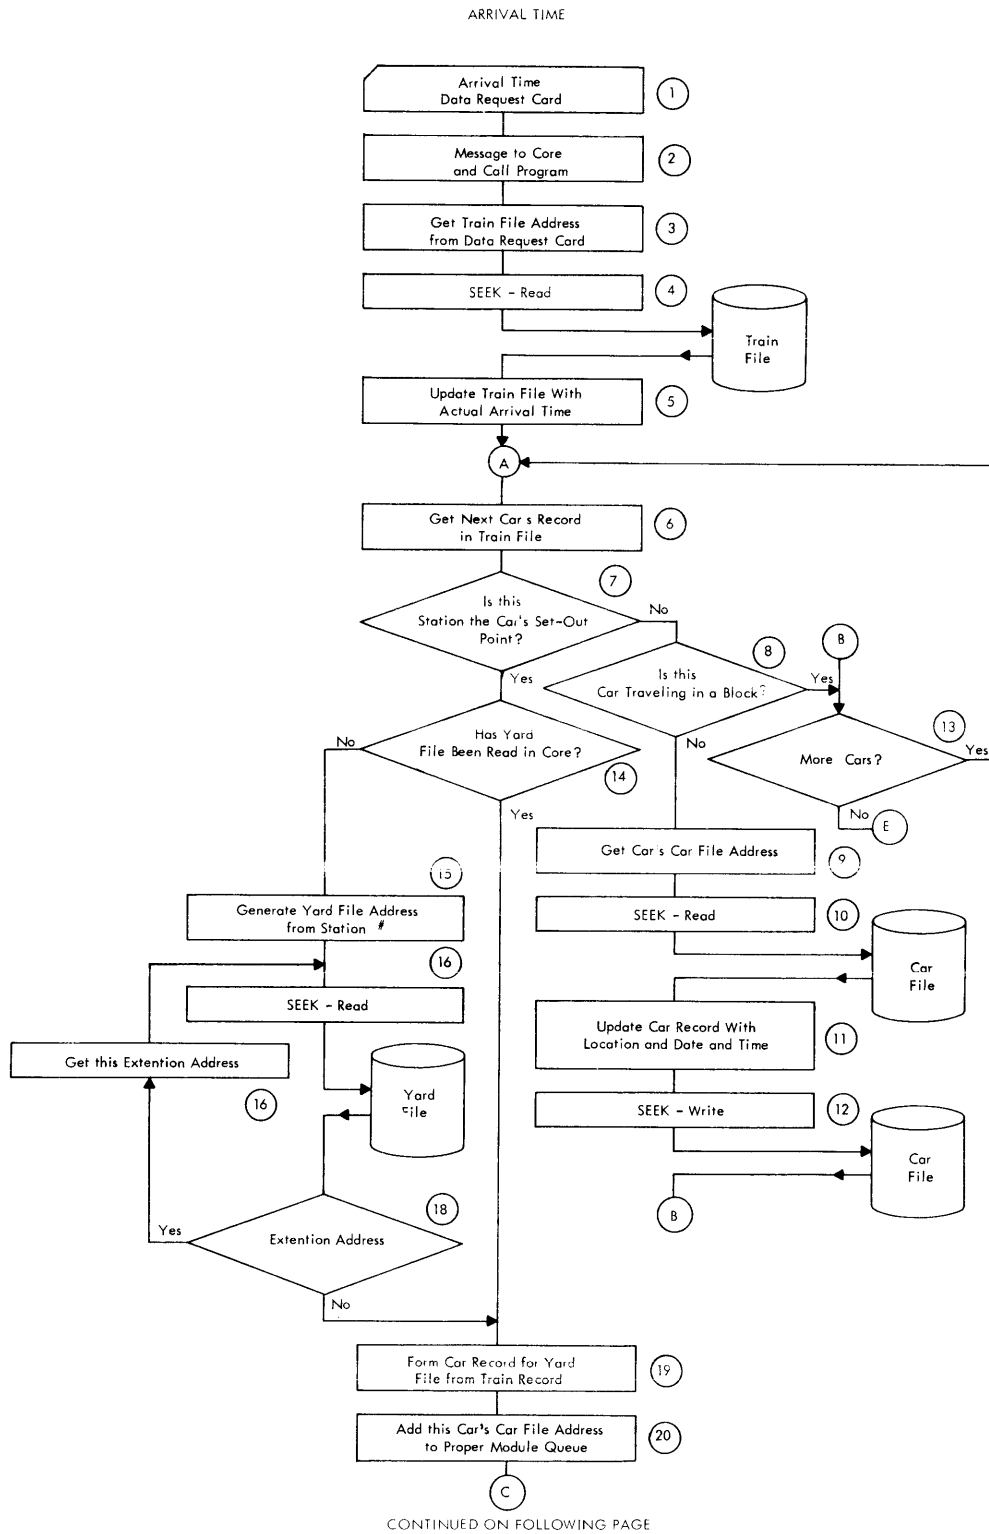 ARRIVAL TIME
Arrival Time
Data Request Card
1
Message to Core
and Call Program
2
Get Train File Address
from Data Request Card
3
SEEK - Read
4
Train
File
Update Train File With
Actual Arrival Time
5
A
Get Next Car's Record
in Train File
6
7
Is this
Station the Car's Set-Out
Point?
No
Yes
8
Is this
Car Traveling in a Block?
Yes
No
B
13
More Cars?
Yes
No
E
Has Yard
File Been Read in Core?
No
14
Yes
Get Car's Car File Address
9
15
Generate Yard File Address
from Station #
SEEK - Read
10
Car
File
16
SEEK - Read
Update Car Record With
Location and Date and Time
11
Get this Extention Address
16
Yard
File
SEEK - Write
12
Car
File
B
18
Extention Address
Yes
No
Form Car Record for Yard
File from Train Record
19
Add this Car's Car File Address
to Proper Module Queue
20
C
CONTINUED ON FOLLOWING PAGE